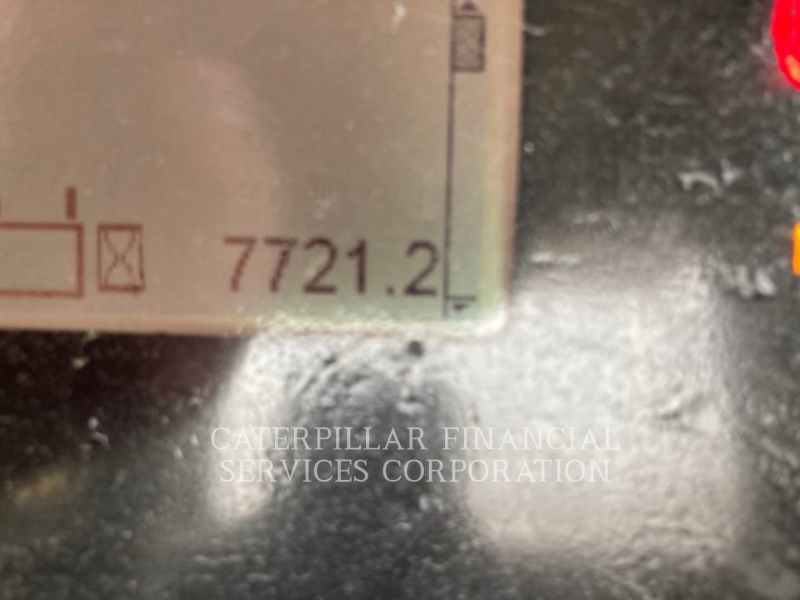 7721.2
CATERPILLAR FINANCIAL
SERVICES CORPORATION